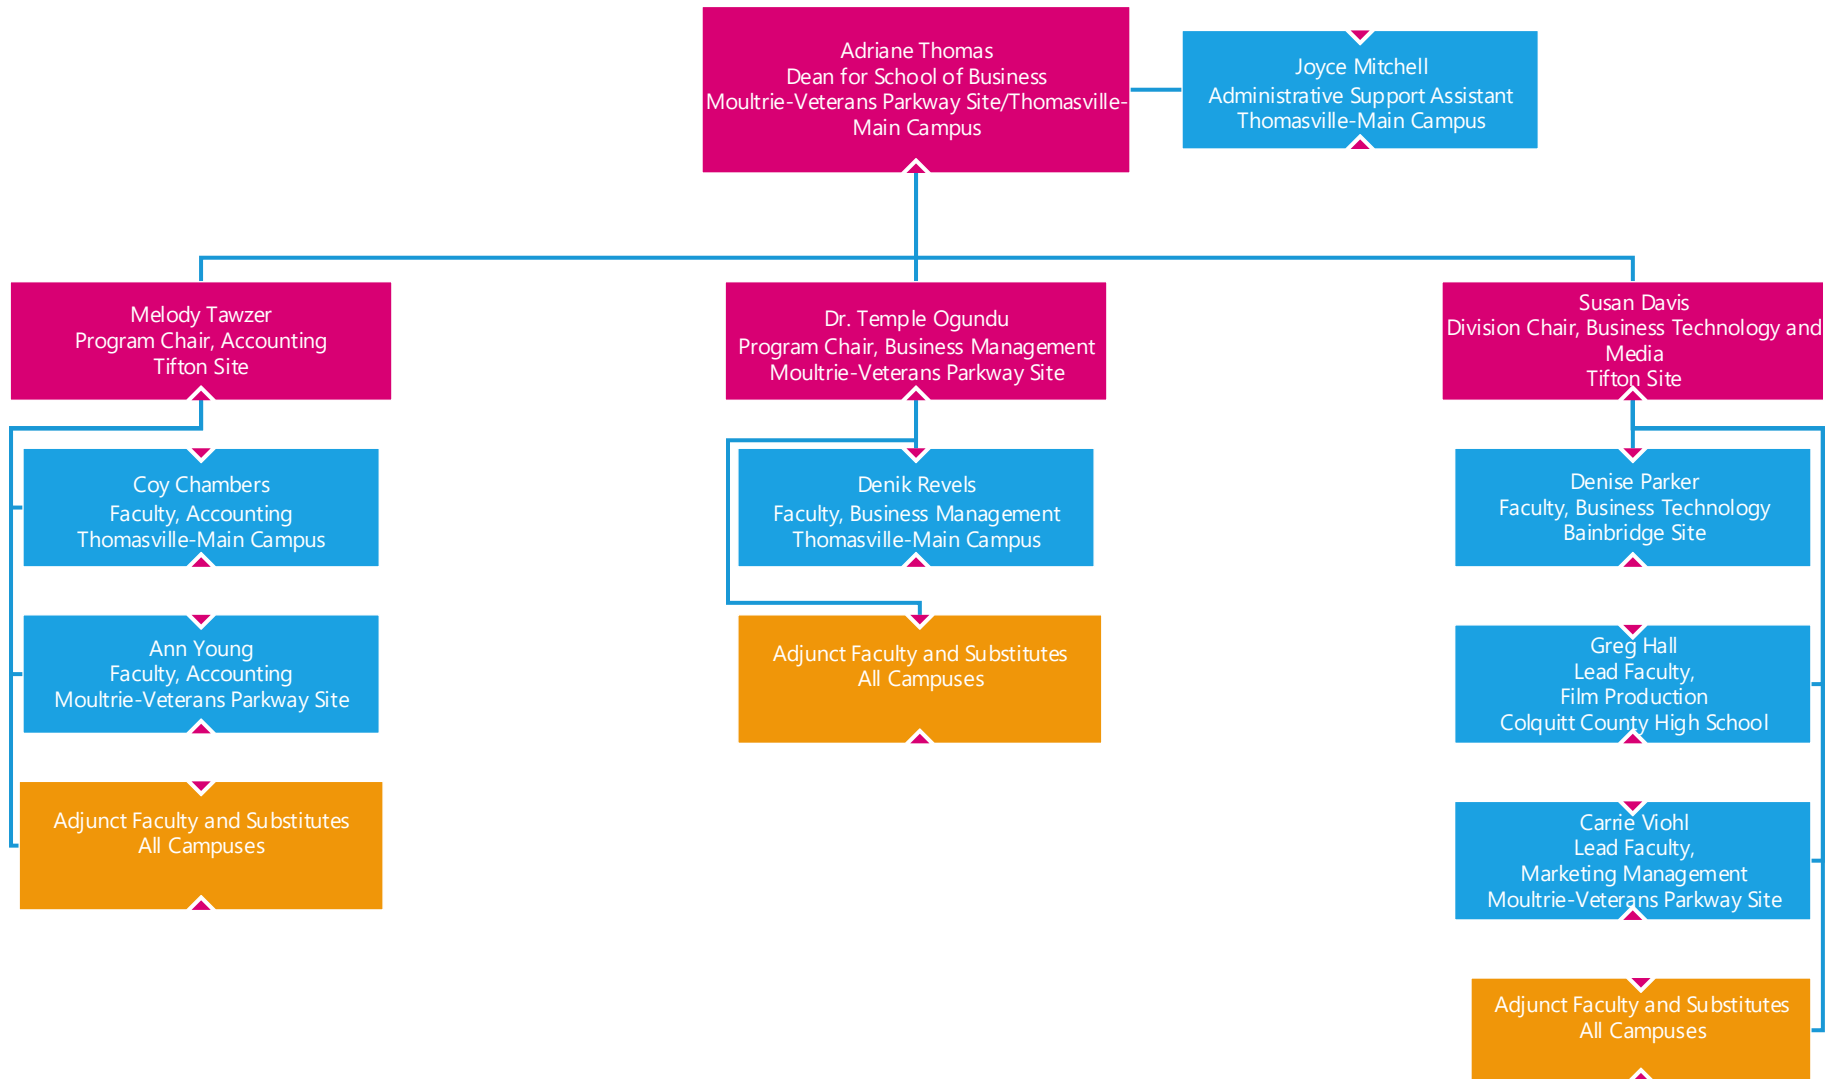 Adriane Thomas
Dean for School of Business
Moultrie-Veterans Parkway Site/Thomasville-
Main Campus
Joyce Mitchell
Administrative Support Assistant
Thomasville-Main Campus
Melody Tawzer
Program Chair, Accounting
Tifton Site
Dr. Temple Ogundu
Program Chair, Business Management
Moultrie-Veterans Parkway Site
Susan Davis
Division Chair, Business Technology and
Media
Tifton Site
Coy Chambers
Faculty, Accounting
Thomasville-Main Campus
Denik Revels
Faculty, Business Management
Thomasville-Main Campus
Denise Parker
Faculty, Business Technology
Bainbridge Site
Ann Young
Faculty, Accounting
Moultrie-Veterans Parkway Site
Adjunct Faculty and Substitutes
All Campuses
Greg Hall
Lead Faculty,
Film Production
Colquitt County High School
Adjunct Faculty and Substitutes
All Campuses
Carrie Viohl
Lead Faculty,
Marketing Management
Moultrie-Veterans Parkway Site
Adjunct Faculty and Substitutes
All Campuses